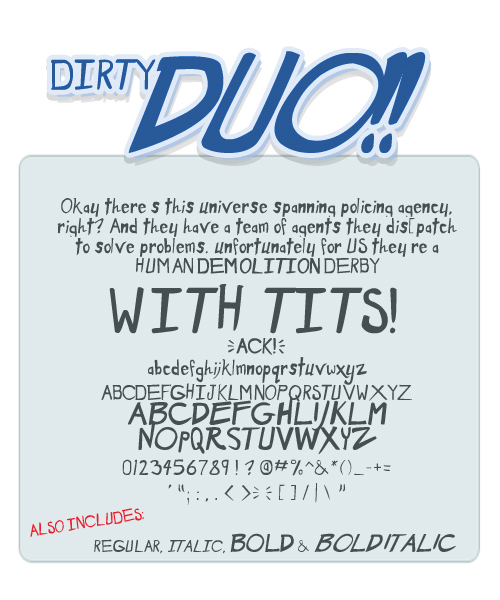 DIRTY DUO!!
Okay there s this universe spanning policing agency,
right? And they have a team of agents they dis[patch
to solve problems. unfortunately for US they re a
HUMAN DEMOLITION DERBY
WITH TITS!
ACK!
abcdefghijklmnopqrstuvwxyz
ABCDEFGHIJKLMNOPQRSTUVWXYZ
ABCDEFGHIJKLM
NOPQRSTUVWXYZ
0123456789!?@#%^&*()_-+=
'";:,.<>[]/|\"
ALSO INCLUDES:
REGULAR, ITALIC, BOLD & BOLDITALIC